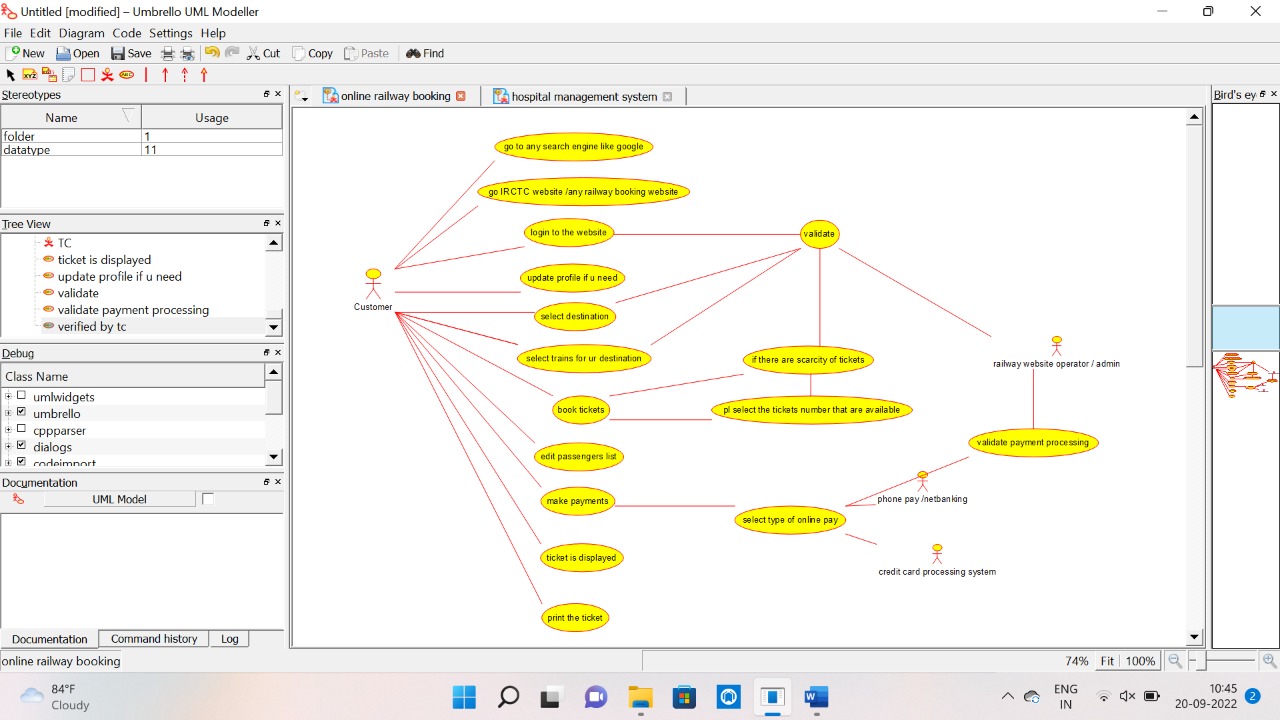 Untitled [modified] – Umbrello UML Modeller
File Edit Diagram Code Settings Help
New Open Save Cut Copy Paste Find
Stereotypes
Name Usage
folder 1
datatype 11
Tree View
TC
ticket is displayed
update profile if u need
validate
validate payment processing
verified by tc
Debug
Class Name
umlwidgets
umbrello
cppparser
dialogs
codeimport
Documentation
UML Model
Documentation Command history Log
online railway booking hospital management system
go to any search engine like google
go IRCTC website /any railway booking website
login to the website
validate
update profile if u need
Customer
select destination
select trains for ur destination
if there are scarcity of tickets
railway website operator / admin
book tickets
pl select the tickets number that are available
validate payment processing
edit passengers list
make payments
phone pay /netbanking
select type of online pay
ticket is displayed
credit card processing system
print the ticket
Bird's ey
online railway booking
74% Fit 100%
84°F
Cloudy
ENG
IN
10:45
20-09-2022
2